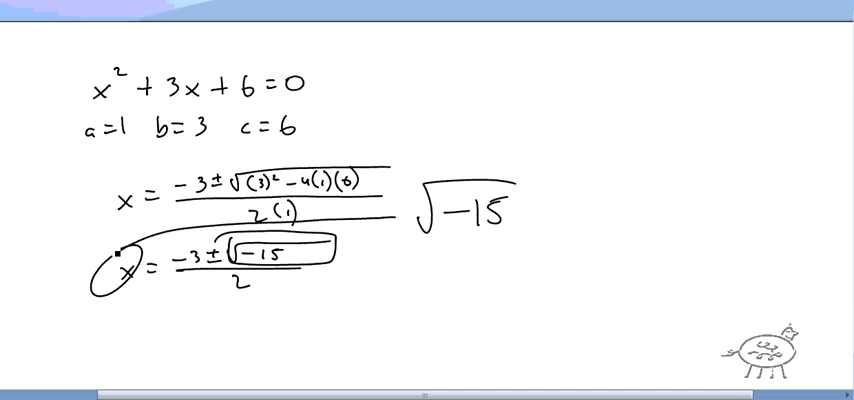 x² + 3x + 6 = 0
a = 1 b = 3 c = 6
x = (-3 ± √((3)² - 4(1)(6))) / 2(1)
√-15
x = (-3 ± √-15) / 2